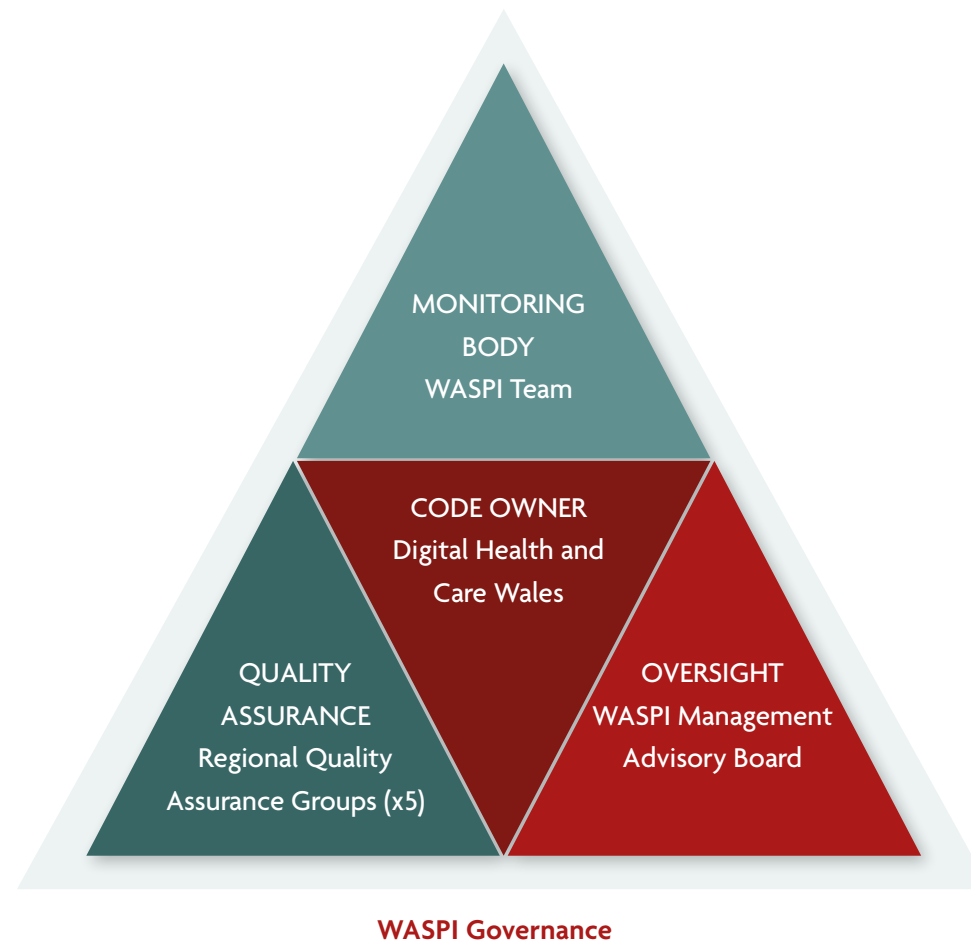 MONITORING
BODY
WASPI Team
CODE OWNER
Digital Health and
Care Wales
QUALITY
ASSURANCE
Regional Quality
Assurance Groups (x5)
OVERSIGHT
WASPI Management
Advisory Board
WASPI Governance